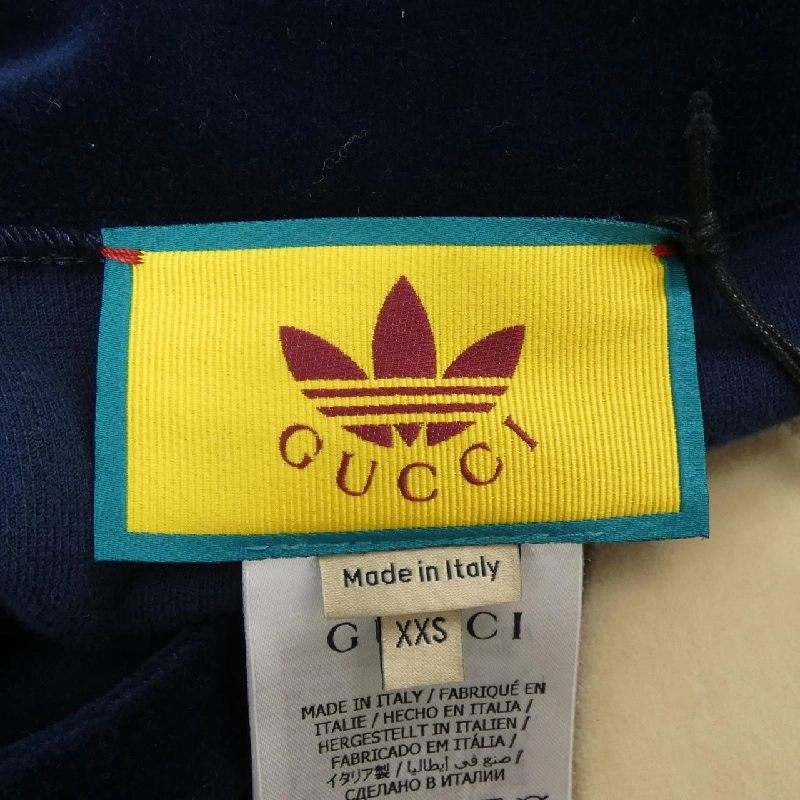 GUCCI
Made in Italy
XXS
G CI
MADE IN ITALY / FABRIQUÉ EN
ITALIE / HECHO EN ITALIA /
HERGESTELLT IN ITALIEN /
FABRICADO EM ITÁLIA /
イタリア製 / صنع في إيطاليا /
СДЕЛАНО В ИТАЛИИ